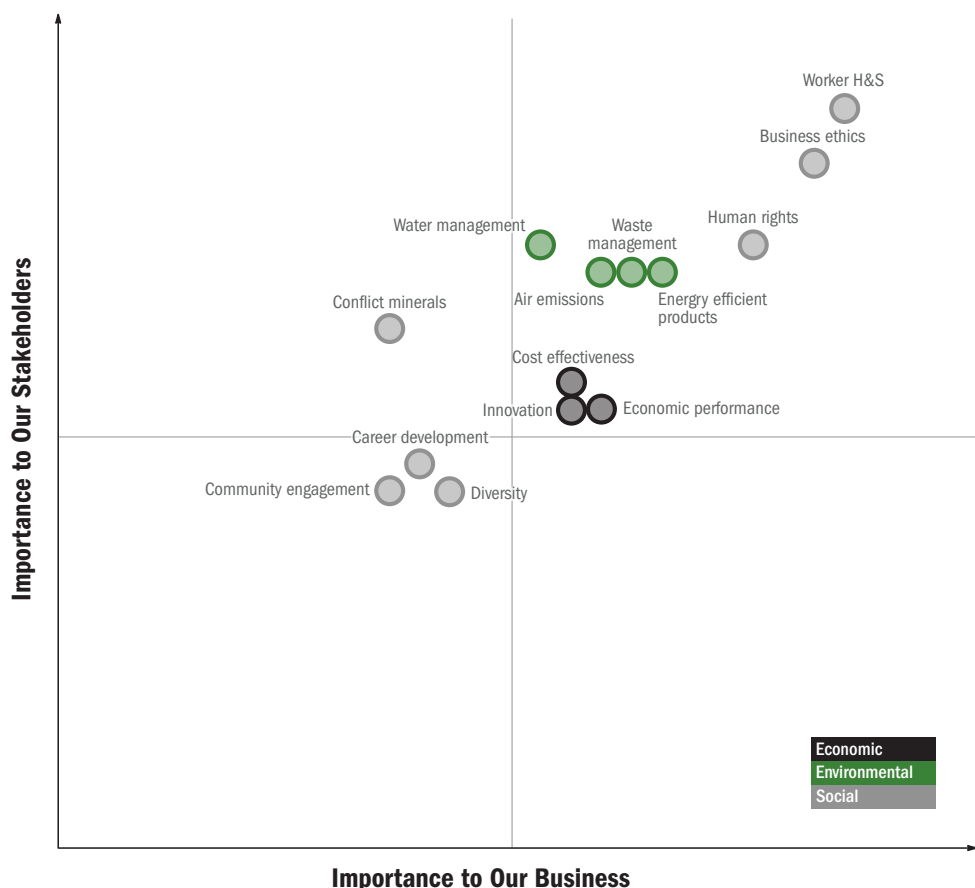 Worker H&S
Business ethics
Human rights
Water management
Waste
management
Air emissions
Energry efficient
products
Conflict minerals
Cost effectiveness
Innovation
Economic performance
Career development
Community engagement
Diversity
Importance to Our Stakeholders
Economic
Environmental
Social
Importance to Our Business